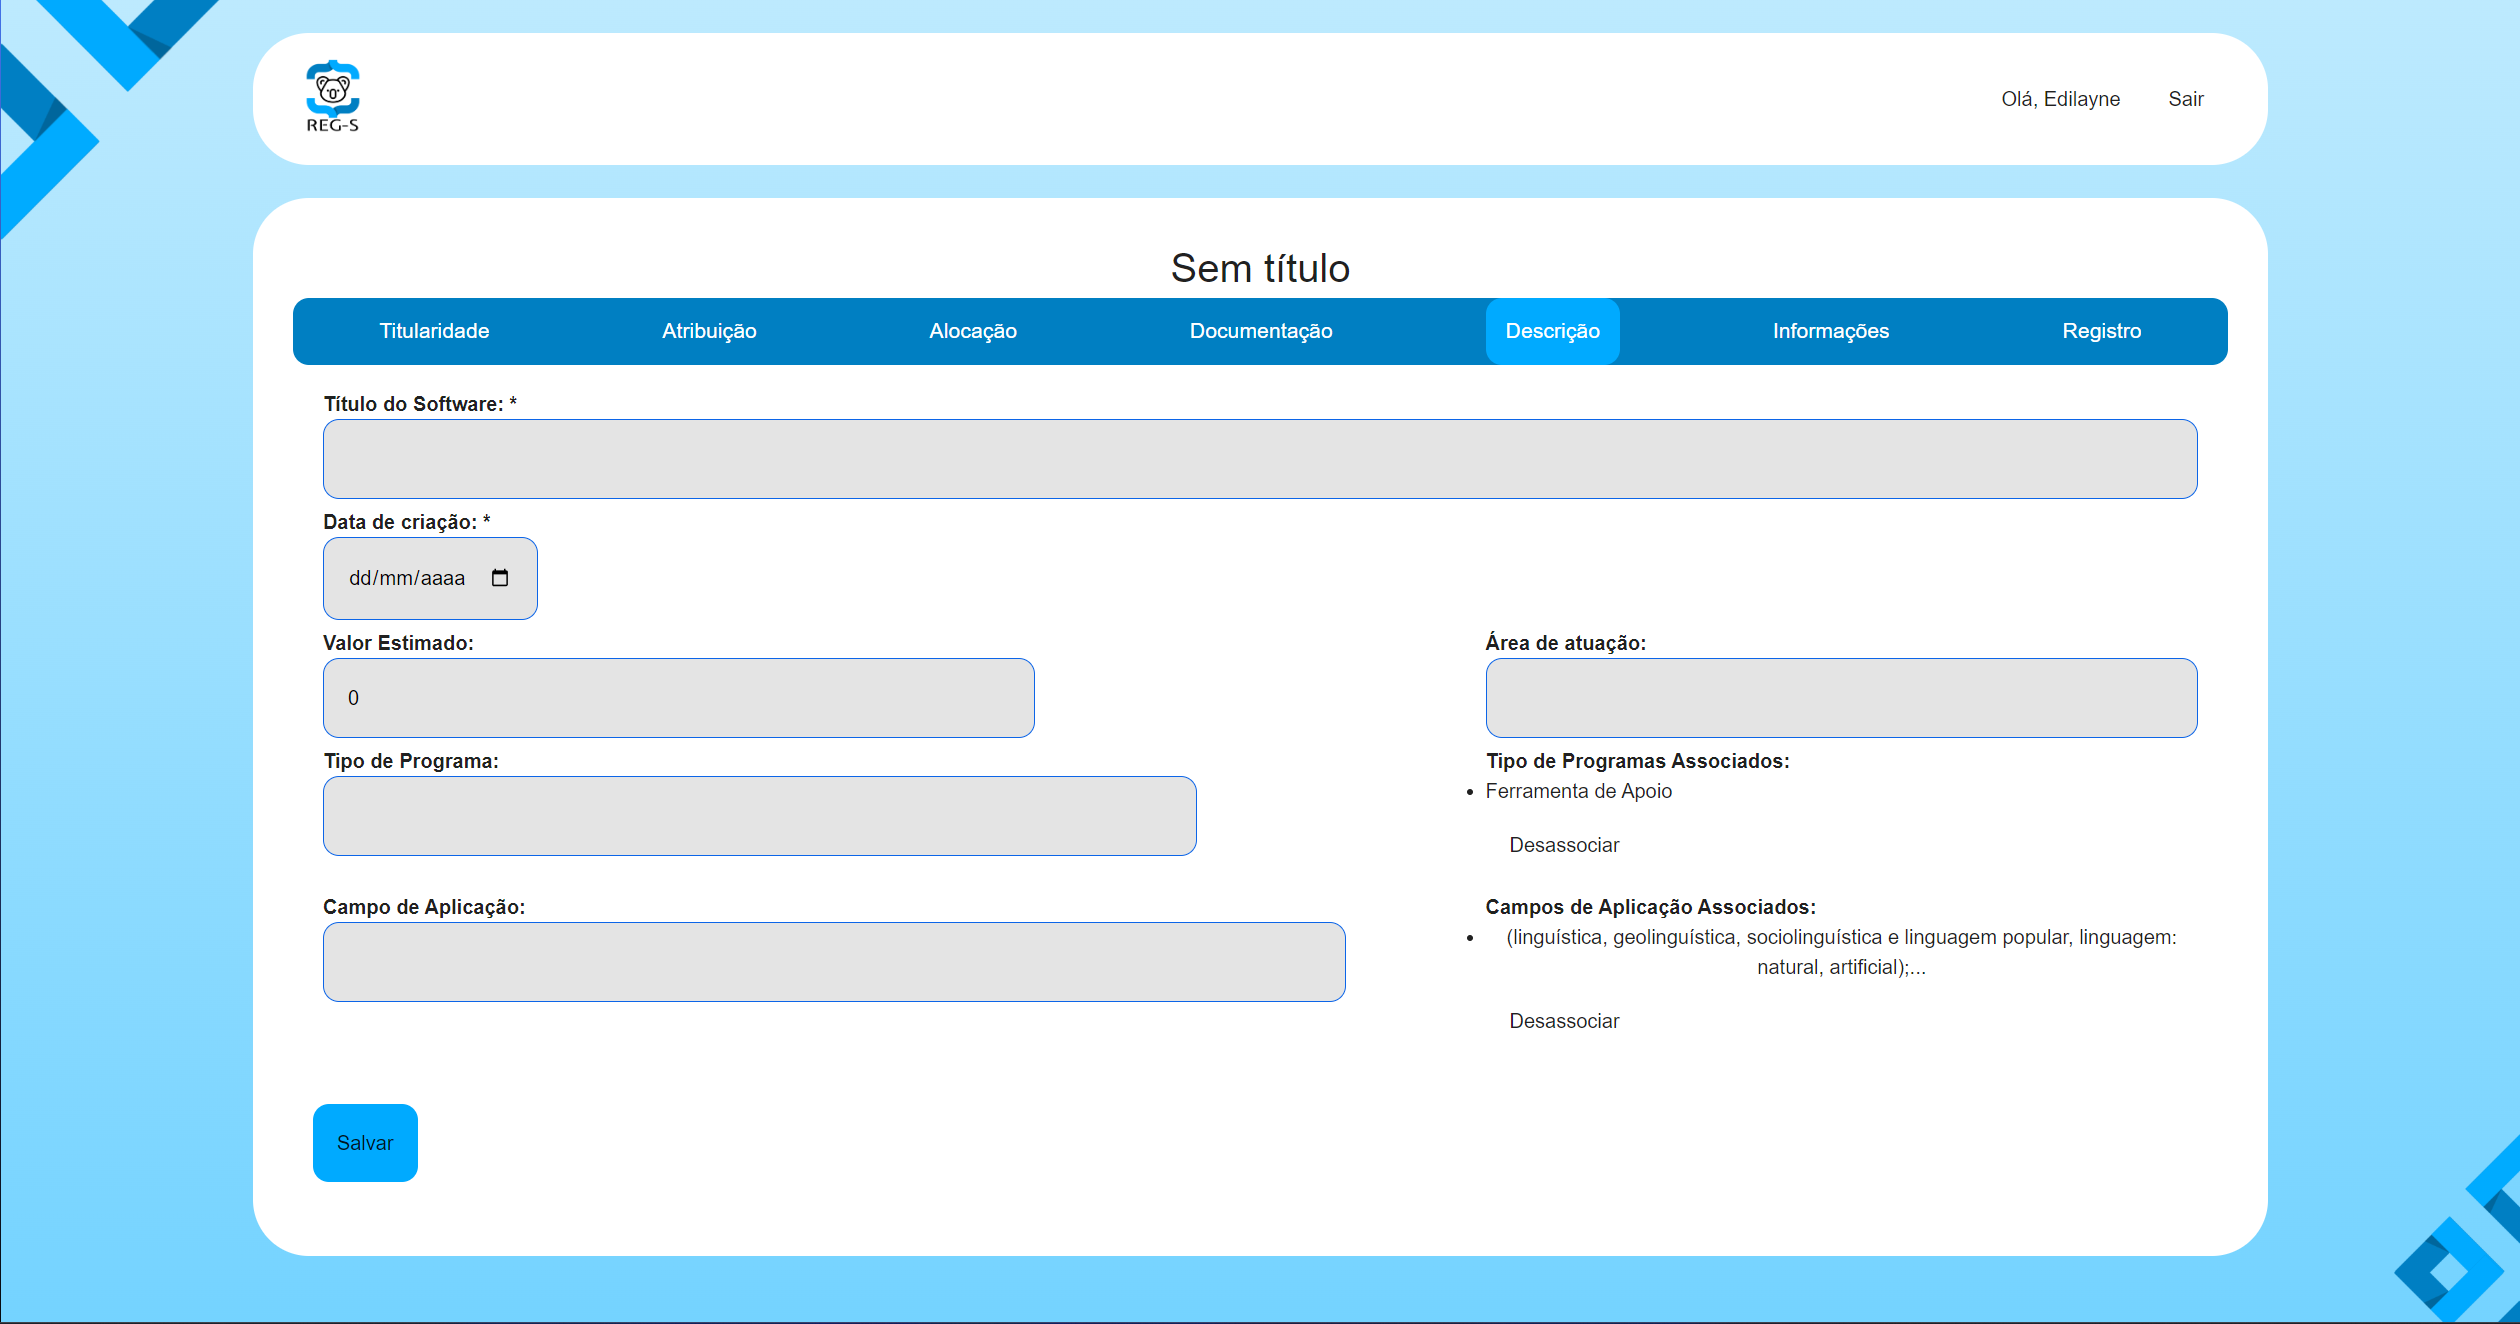 REG-S
Olá, Edilayne
Sair
Sem título
Titularidade
Atribuição
Alocação
Documentação
Descrição
Informações
Registro
Título do Software: *
Data de criação: *
dd/mm/aaaa
Valor Estimado:
0
Área de atuação:
Tipo de Programa:
Tipo de Programas Associados:
• Ferramenta de Apoio
Desassociar
Campo de Aplicação:
Campos de Aplicação Associados:
• (linguística, geolinguística, sociolinguística e linguagem popular, linguagem:
natural, artificial);...
Desassociar
Salvar